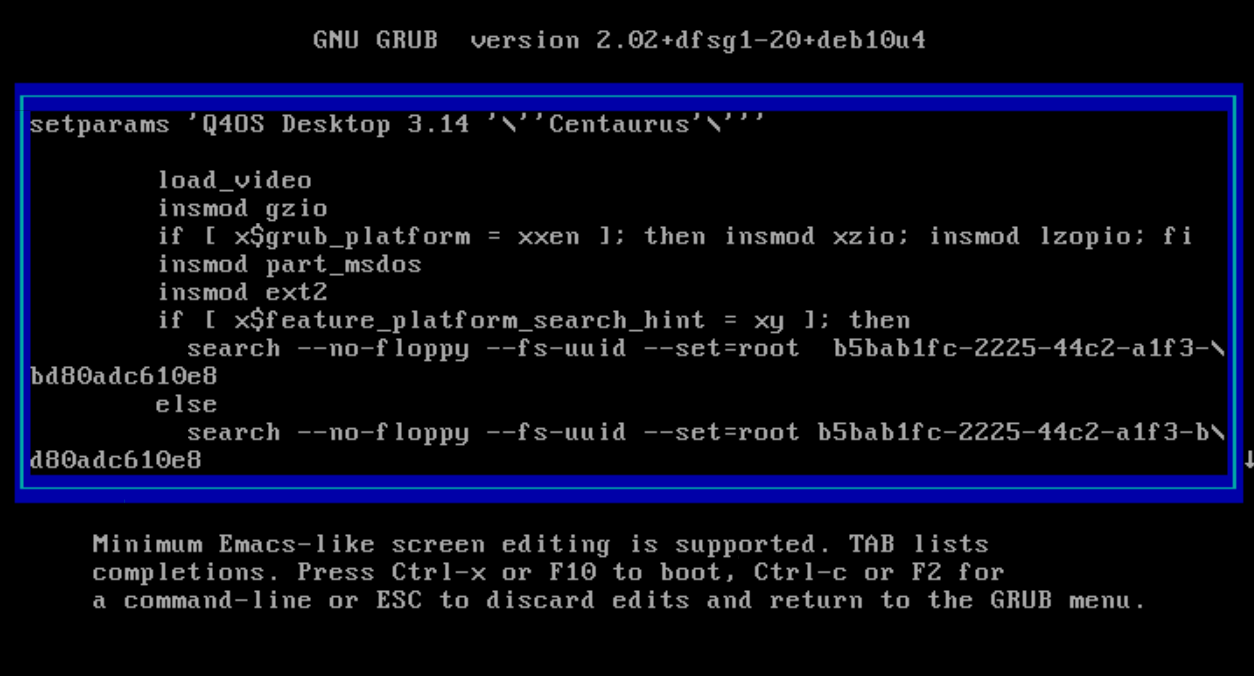 GNU GRUB  version 2.02+dfsg1-20+deb10u4
setparams 'Q4OS Desktop 3.14 '\''Centaurus'\'''
load_video
insmod gzio
if [ x$grub_platform = xxen ]; then insmod xzio; insmod lzopio; fi
insmod part_msdos
insmod ext2
if [ x$feature_platform_search_hint = xy ]; then
search --no-floppy --fs-uuid --set=root  b5bab1fc-2225-44c2-a1f3-\
bd80adc610e8
else
search --no-floppy --fs-uuid --set=root b5bab1fc-2225-44c2-a1f3-b\
d80adc610e8
Minimum Emacs-like screen editing is supported. TAB lists
completions. Press Ctrl-x or F10 to boot, Ctrl-c or F2 for
a command-line or ESC to discard edits and return to the GRUB menu.